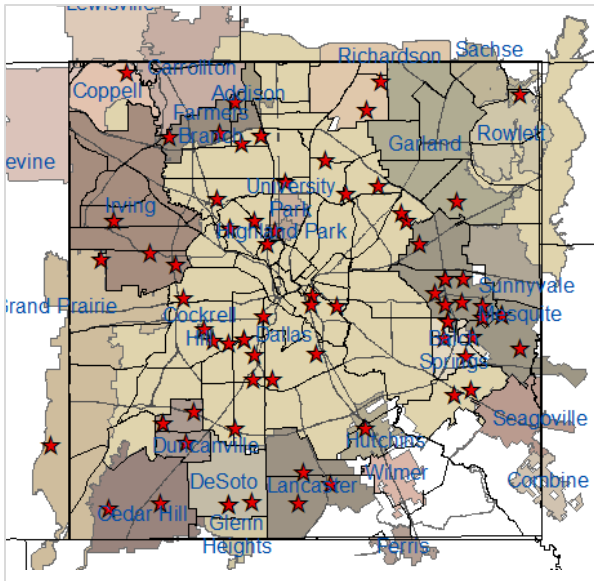 Lewisville
Sachse
Richardson
Carrollton
Coppell
Addison
Farmers
Branch
Garland
Rowlett
evine
University
Park
Irving
Highland Park
Sunnyvale
Grand Prairie
Mesquite
Cockrell
Hill
Dallas
Balch
Springs
Seagoville
Hutchins
Duncanville
Wilmer
Combine
DeSoto
Lancaster
Cedar Hill
Glenn
Heights
Ferris